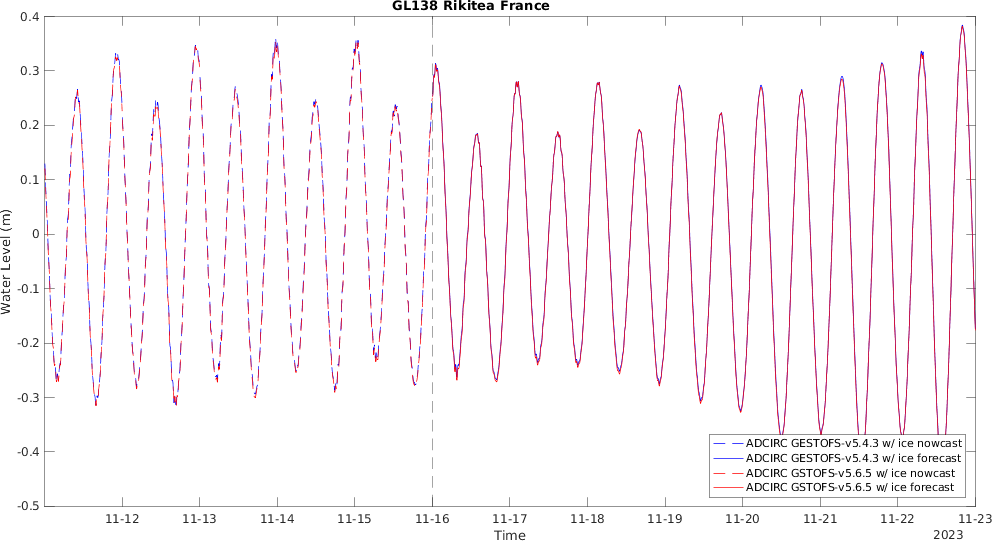 GL138 Rikitea France
0.4
0.3
0.2
0.1
0
-0.1
-0.2
-0.3
-0.4
-0.5
Water Level (m)
ADCIRC GESTOFS-v5.4.3 w/ ice nowcast
ADCIRC GESTOFS-v5.4.3 w/ ice forecast
ADCIRC GSTOFS-v5.6.5 w/ ice nowcast
ADCIRC GSTOFS-v5.6.5 w/ ice forecast
11-12 11-13 11-14 11-15 11-16 11-17 11-18 11-19 11-20 11-21 11-22 11-23
Time
2023